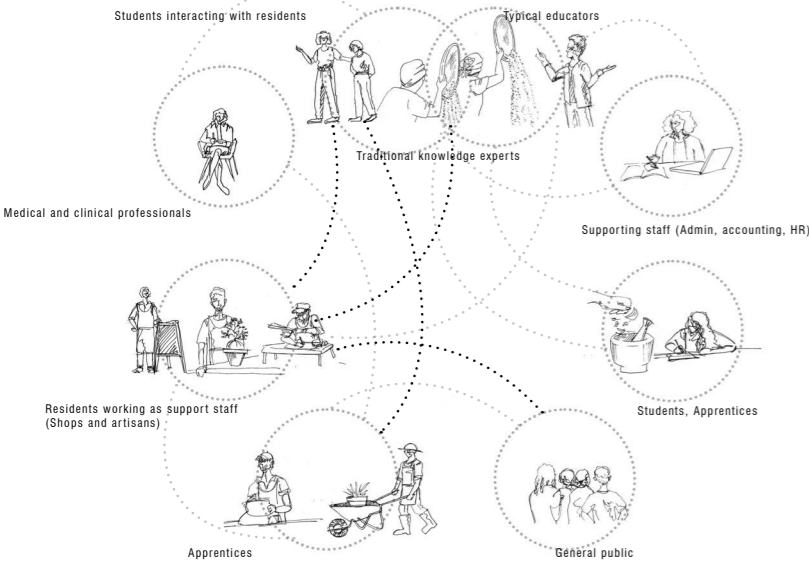 Students interacting with residents
Typical educators
Traditional knowledge experts
Medical and clinical professionals
Supporting staff (Admin, accounting, HR)
Residents working as support staff
(Shops and artisans)
Students, Apprentices
Apprentices
General public